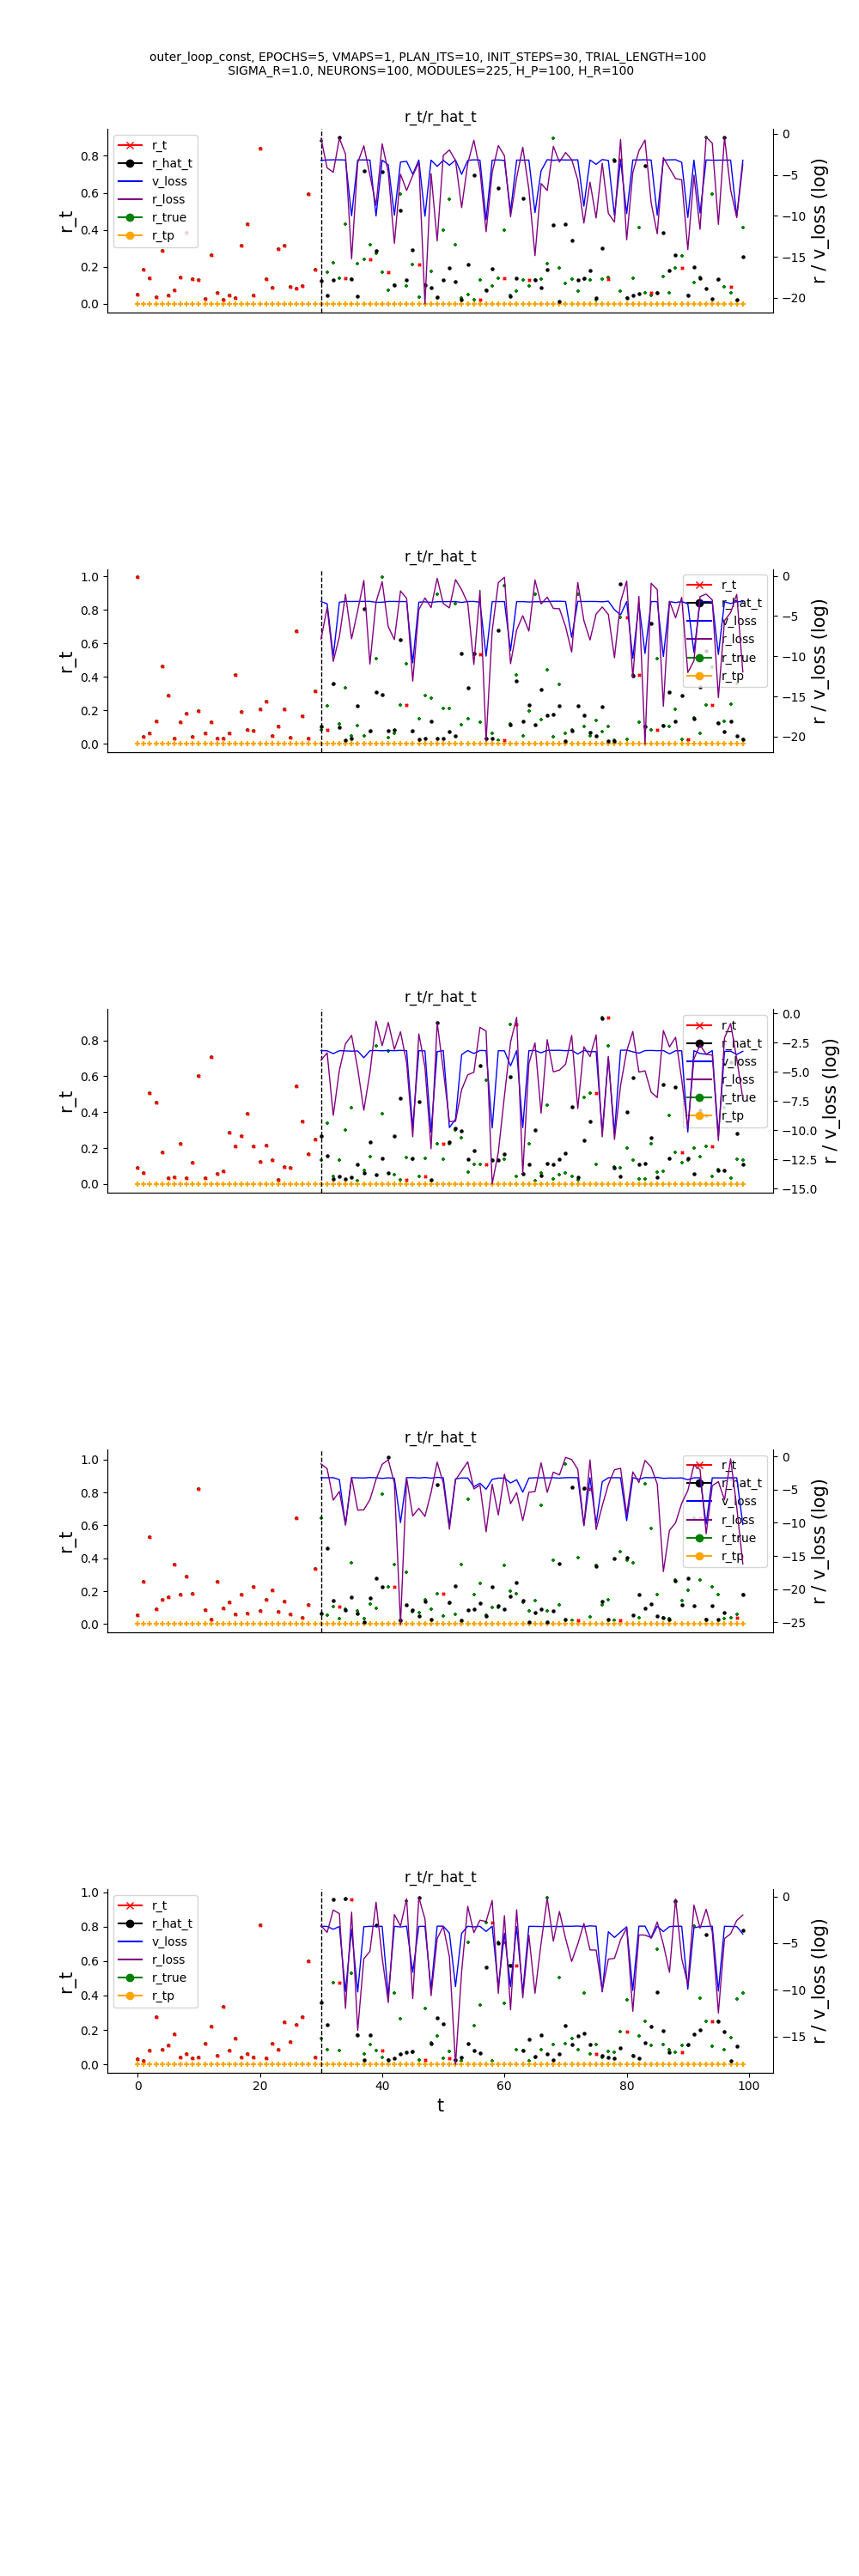 outer_loop_const, EPOCHS=5, VMAPS=1, PLAN_ITS=10, INIT_STEPS=30, TRIAL_LENGTH=100
SIGMA_R=1.0, NEURONS=100, MODULES=225, H_P=100, H_R=100
r_t/r_hat_t
r_t
r_hat_t
v_loss
r_loss
r_true
r_tp
0.8
0.6
0.4
0.2
0.0
r_t
0
−5
−10
−15
−20
r / v_loss (log)
r_t/r_hat_t
r_t
r_hat_t
v_loss
r_loss
r_true
r_tp
1.0
0.8
0.6
0.4
0.2
0.0
r_t
0
−5
−10
−15
−20
r / v_loss (log)
r_t/r_hat_t
r_t
r_hat_t
v_loss
r_loss
r_true
r_tp
0.8
0.6
0.4
0.2
0.0
r_t
0.0
−2.5
−5.0
−7.5
−10.0
−12.5
−15.0
r / v_loss (log)
r_t/r_hat_t
r_t
r_hat_t
v_loss
r_loss
r_true
r_tp
1.0
0.8
0.6
0.4
0.2
0.0
r_t
0
−5
−10
−15
−20
−25
r / v_loss (log)
r_t/r_hat_t
r_t
r_hat_t
v_loss
r_loss
r_true
r_tp
1.0
0.8
0.6
0.4
0.2
0.0
r_t
0
−5
−10
−15
r / v_loss (log)
0 20 40 60 80 100
t